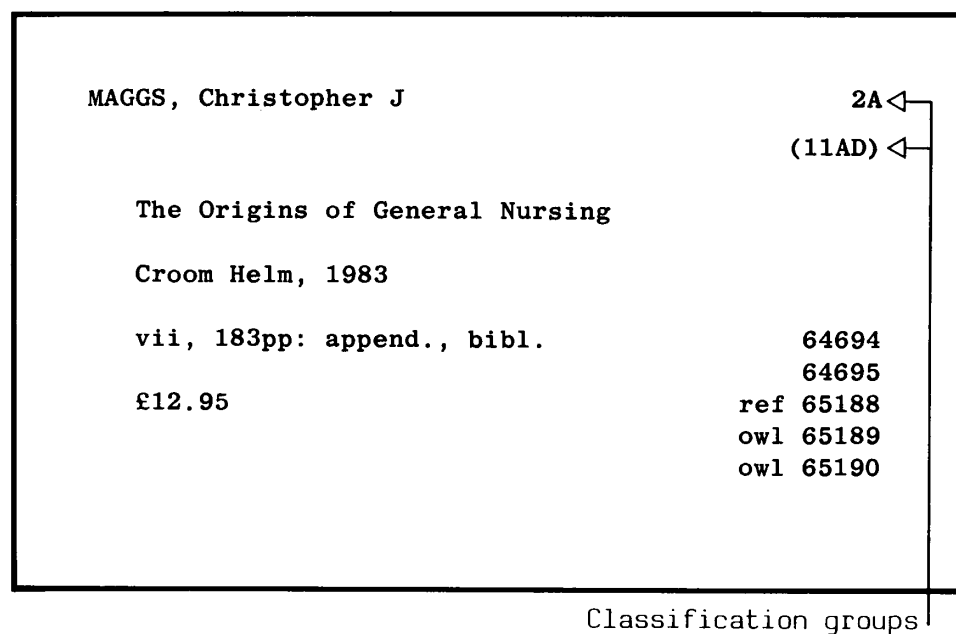 MAGGS, Christopher J 2A
(11AD)
The Origins of General Nursing
Croom Helm, 1983
vii, 183pp: append., bibl. 64694
64695
£12.95 ref 65188
owl 65189
owl 65190
Classification groups